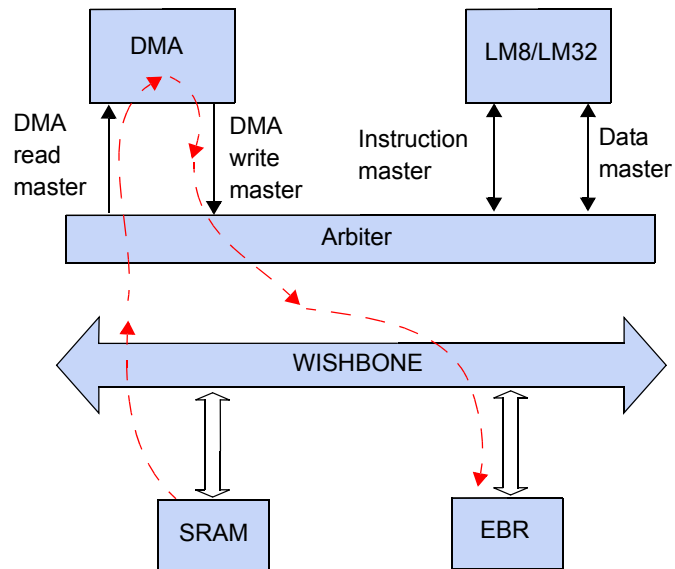 DMA
LM8/LM32
DMA
read
master
DMA
write
master
Instruction
master
Data
master
Arbiter
WISHBONE
SRAM
EBR